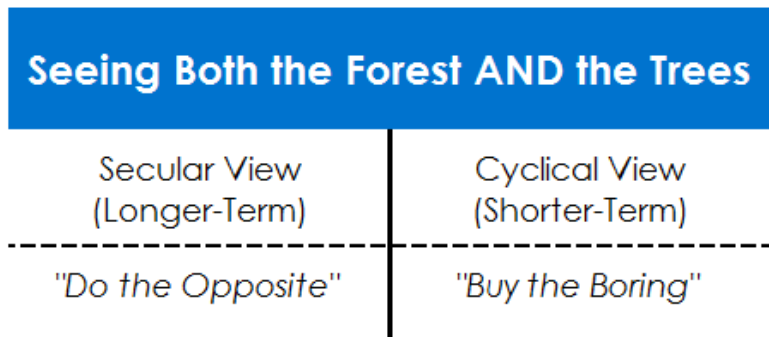 Seeing Both the Forest AND the Trees
Secular View
(Longer-Term)
Cyclical View
(Shorter-Term)
"Do the Opposite"
"Buy the Boring"